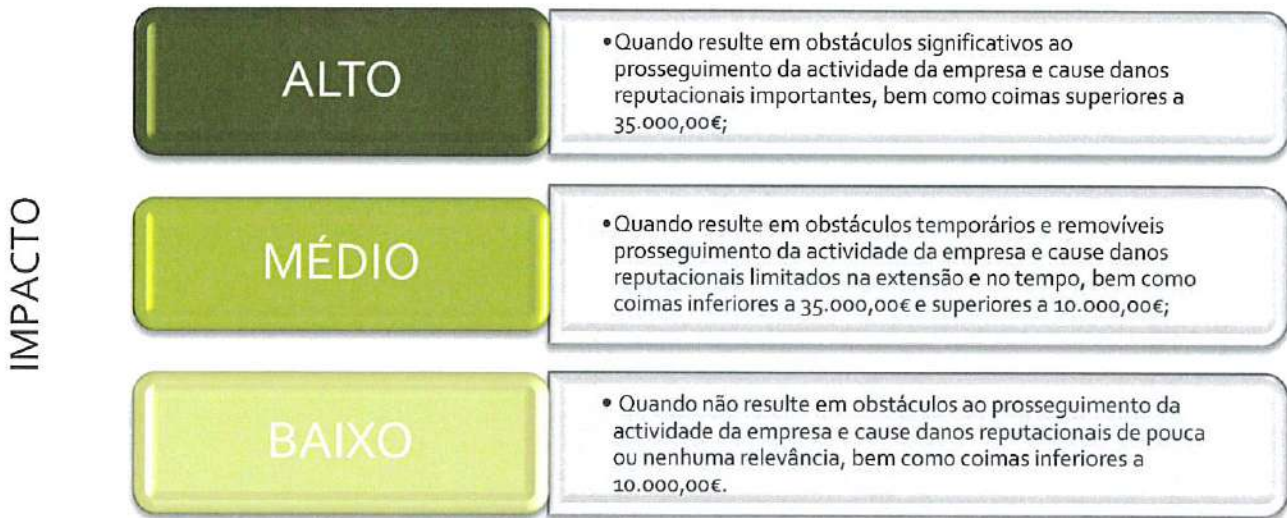 IMPACTO
ALTO
•Quando resulte em obstáculos significativos ao
prosseguimento da actividade da empresa e cause danos
reputacionais importantes, bem como coimas superiores a
35.000,00€;
MÉDIO
•Quando resulte em obstáculos temporários e removíveis
prosseguimento da actividade da empresa e cause danos
reputacionais limitados na extensão e no tempo, bem como
coimas inferiores a 35.000,00€ e superiores a 10.000,00€;
BAIXO
• Quando não resulte em obstáculos ao prosseguimento da
actividade da empresa e cause danos reputacionais de pouca
ou nenhuma relevância, bem como coimas inferiores a
10.000,00€.